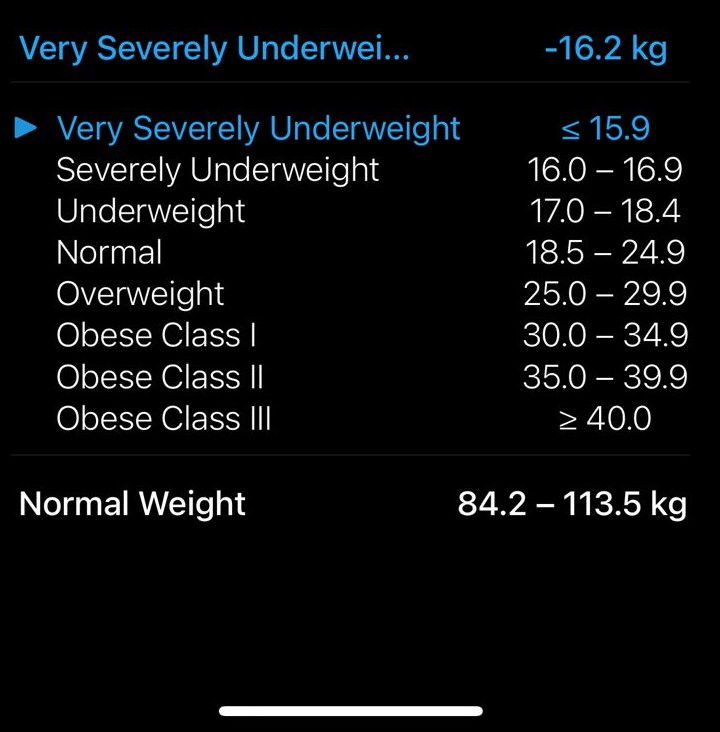 Very Severely Underwei... -16.2 kg
Very Severely Underweight ≤ 15.9
Severely Underweight 16.0 – 16.9
Underweight 17.0 – 18.4
Normal 18.5 – 24.9
Overweight 25.0 – 29.9
Obese Class I 30.0 – 34.9
Obese Class II 35.0 – 39.9
Obese Class III ≥ 40.0
Normal Weight 84.2 – 113.5 kg